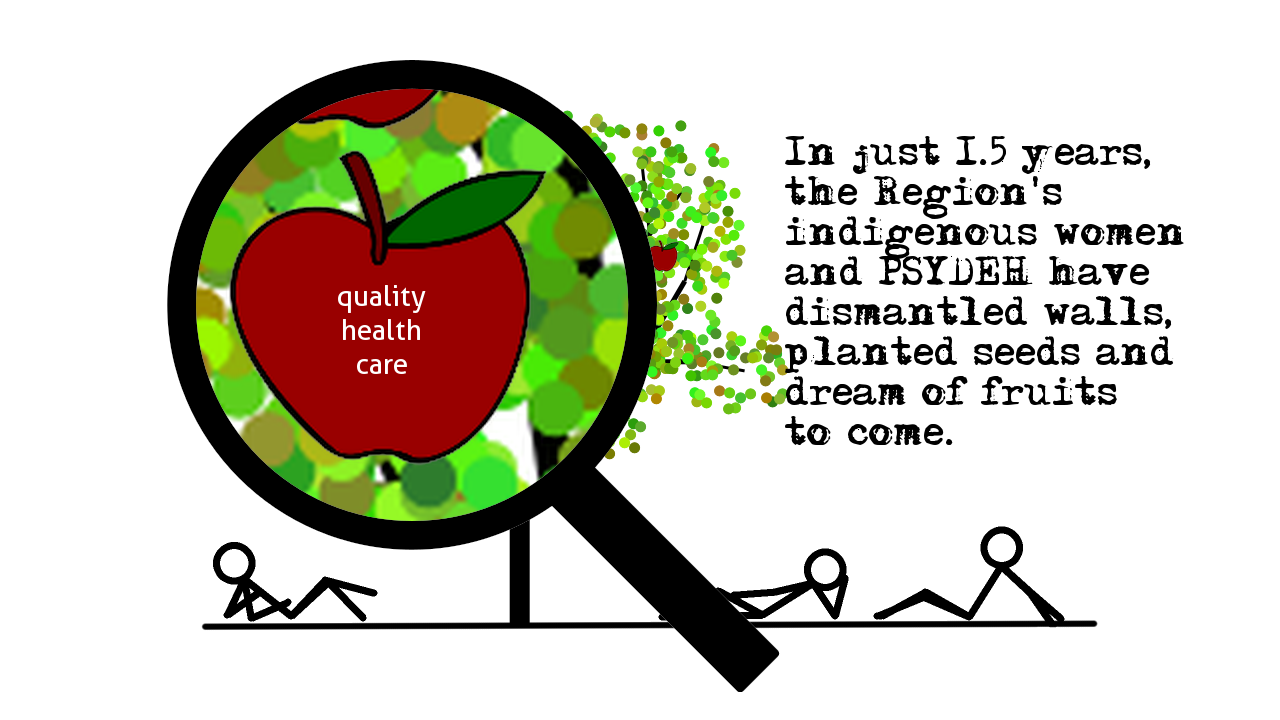 quality
health
care
In just 1.5 years,
the Region's
indigenous women
and PSYDEH have
dismantled walls,
planted seeds and
dream of fruits
to come.